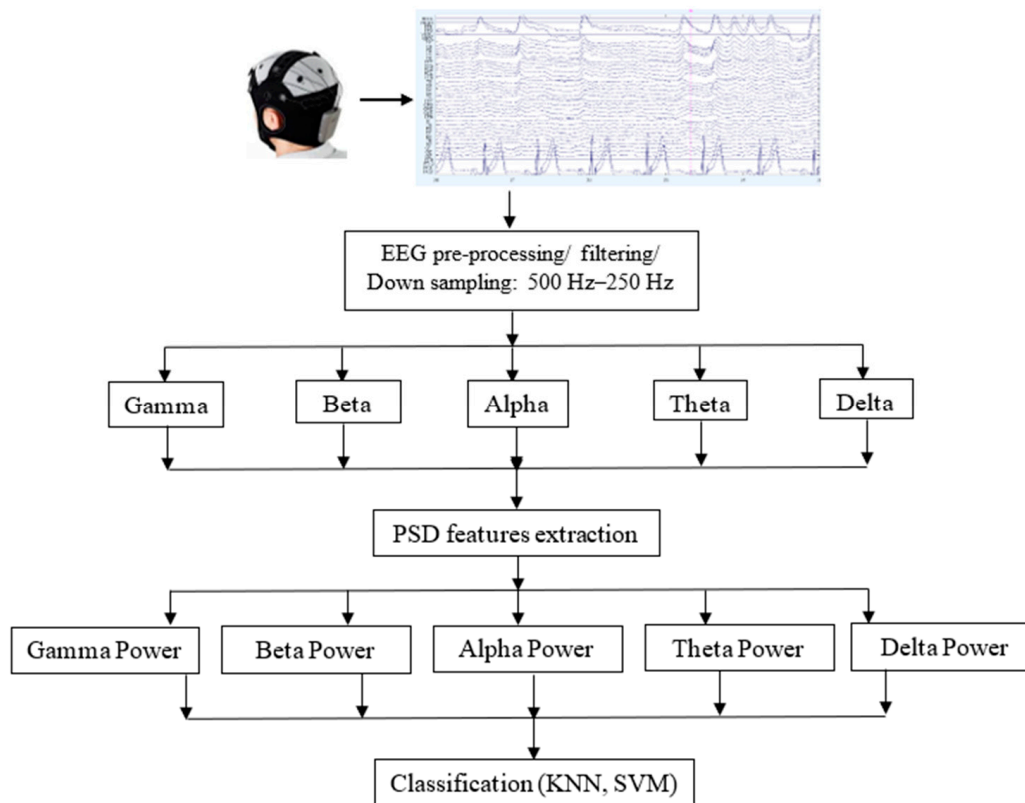 EEG pre-processing/ filtering/
Down sampling: 500 Hz–250 Hz
Gamma
Beta
Alpha
Theta
Delta
PSD features extraction
Gamma Power
Beta Power
Alpha Power
Theta Power
Delta Power
Classification (KNN, SVM)